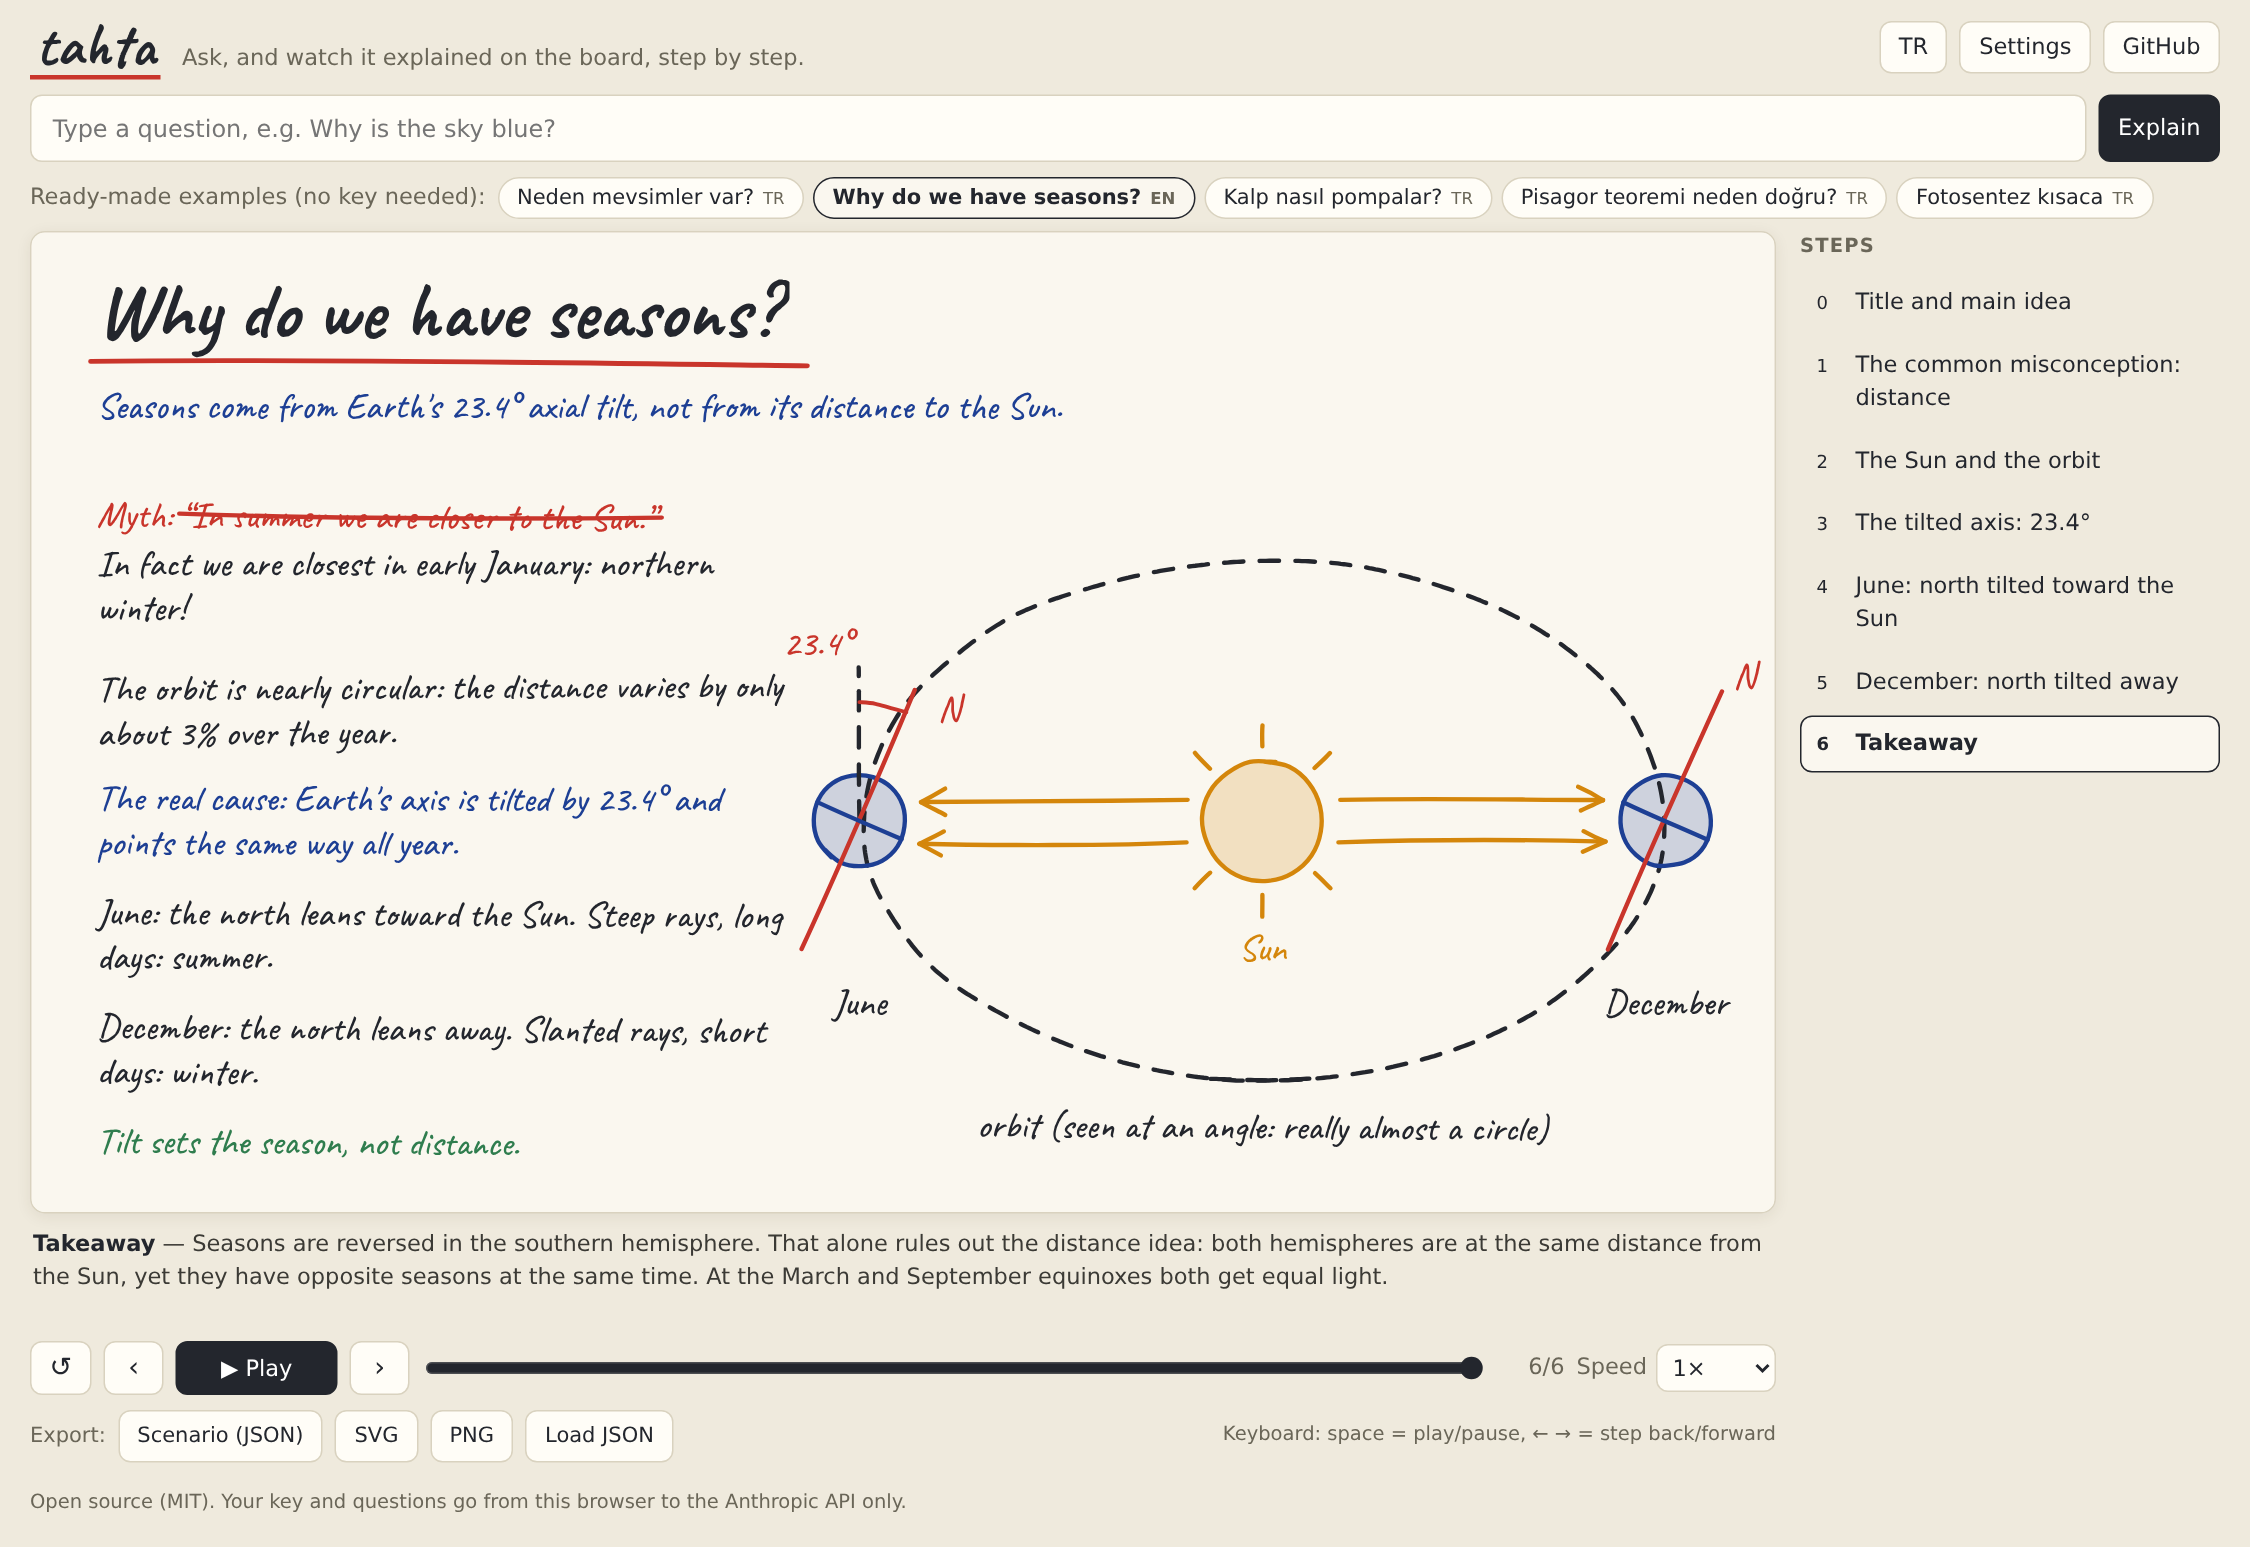 tahta
Ask, and watch it explained on the board, step by step.
TR
Settings
GitHub
Type a question, e.g. Why is the sky blue?
Explain
Ready-made examples (no key needed):
Neden mevsimler var? TR
Why do we have seasons? EN
Kalp nasıl pompalar? TR
Pisagor teoremi neden doğru? TR
Fotosentez kısaca TR
Why do we have seasons?
Seasons come from Earth's 23.4° axial tilt, not from its distance to the Sun.
Myth: “In summer we are closer to the Sun.”
In fact we are closest in early January: northern
winter!
The orbit is nearly circular: the distance varies by only
about 3% over the year.
The real cause: Earth's axis is tilted by 23.4° and
points the same way all year.
June: the north leans toward the Sun. Steep rays, long
days: summer.
December: the north leans away. Slanted rays, short
days: winter.
Tilt sets the season, not distance.
23.4°
N
N
Sun
June
December
orbit (seen at an angle: really almost a circle)
STEPS
0 Title and main idea
1 The common misconception:
distance
2 The Sun and the orbit
3 The tilted axis: 23.4°
4 June: north tilted toward the
Sun
5 December: north tilted away
6 Takeaway
Takeaway — Seasons are reversed in the southern hemisphere. That alone rules out the distance idea: both hemispheres are at the same distance from
the Sun, yet they have opposite seasons at the same time. At the March and September equinoxes both get equal light.
↺
‹
▶ Play
›
6/6 Speed 1×
Export:
Scenario (JSON)
SVG
PNG
Load JSON
Keyboard: space = play/pause, ← → = step back/forward
Open source (MIT). Your key and questions go from this browser to the Anthropic API only.